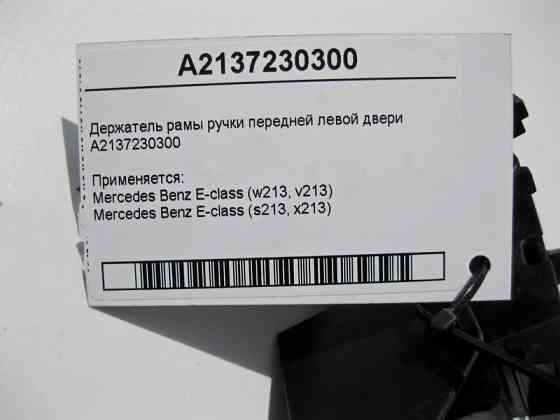 A2137230300
Держатель рамы ручки передней левой двери
A2137230300
Применяется:
Mercedes Benz E-class (w213, v213)
Mercedes Benz E-class (s213, x213)